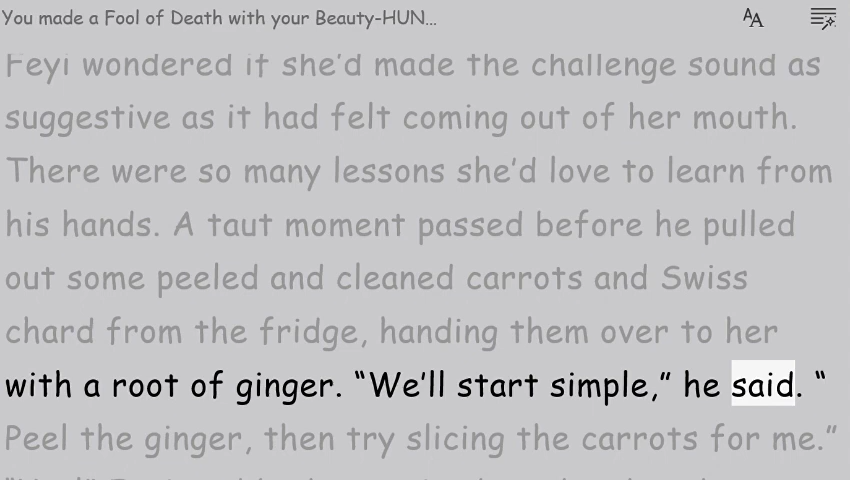 You made a Fool of Death with your Beauty-HUN...
Feyi wondered if she’d made the challenge sound as
suggestive as it had felt coming out of her mouth.
There were so many lessons she’d love to learn from
his hands. A taut moment passed before he pulled
out some peeled and cleaned carrots and Swiss
chard from the fridge, handing them over to her
with a root of ginger. “We’ll start simple,” he said. “
Peel the ginger, then try slicing the carrots for me.”